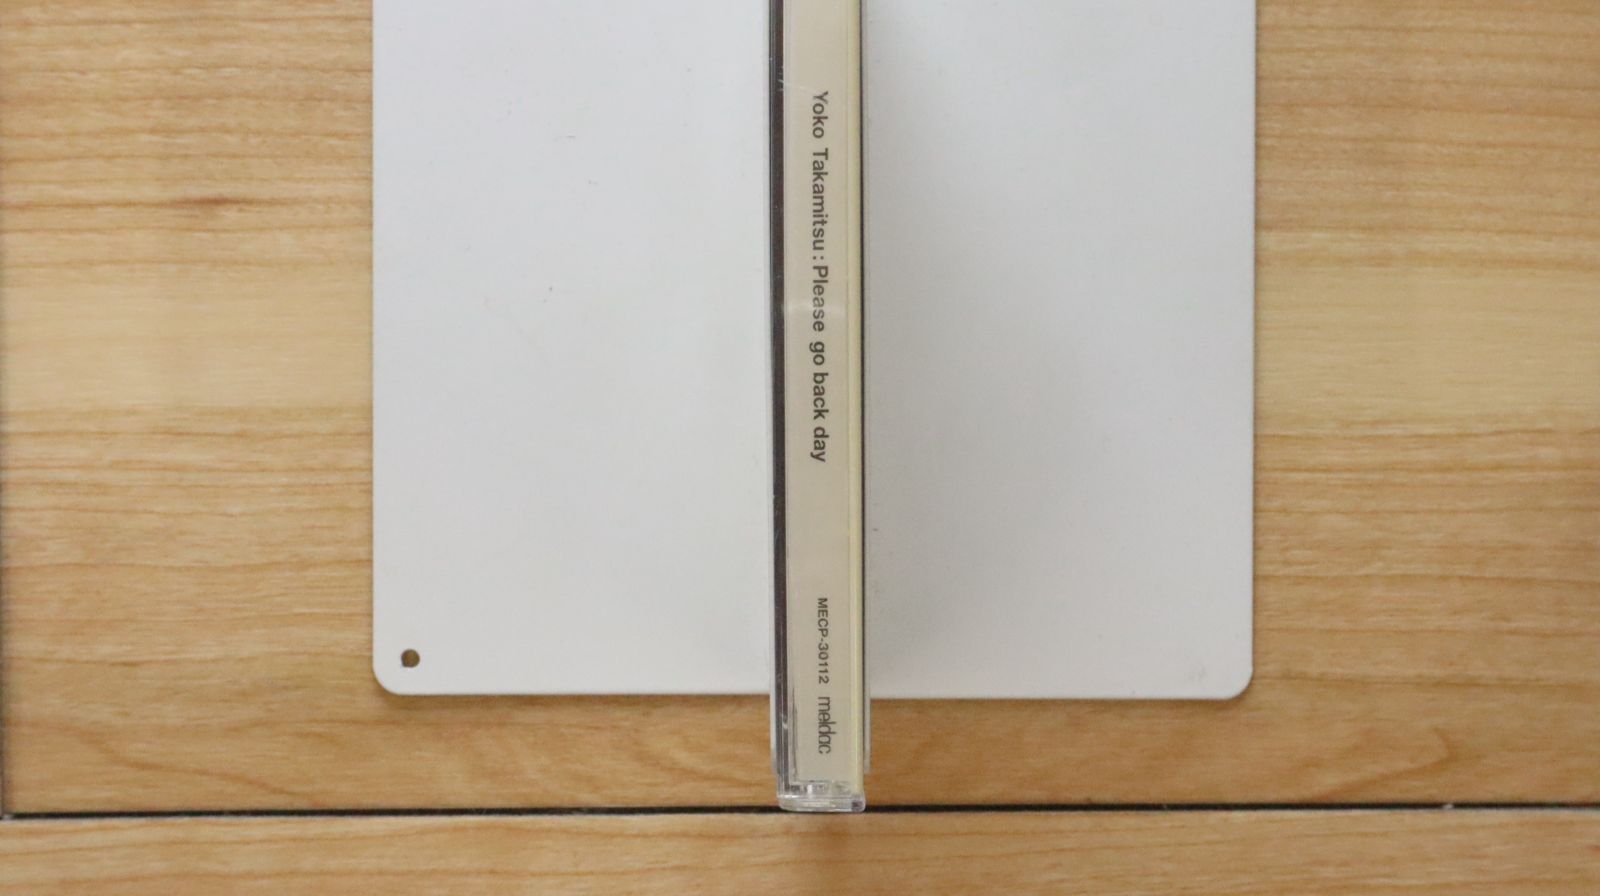 Yoko Takamitsu : Please go back day
MECP-30112 meldac